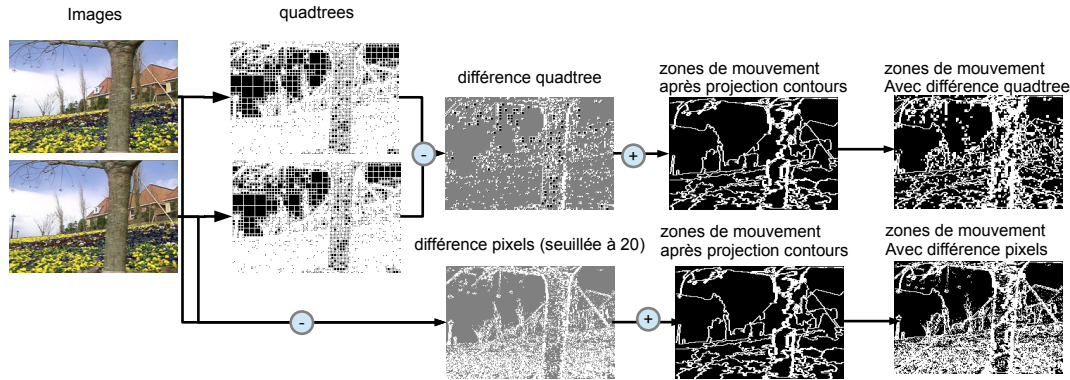 Images
quadtrees
différence quadtree
zones de mouvement
après projection contours
zones de mouvement
Avec différence quadtree
-
+
différence pixels (seuillée à 20)
zones de mouvement
après projection contours
zones de mouvement
Avec différence pixels
-
+